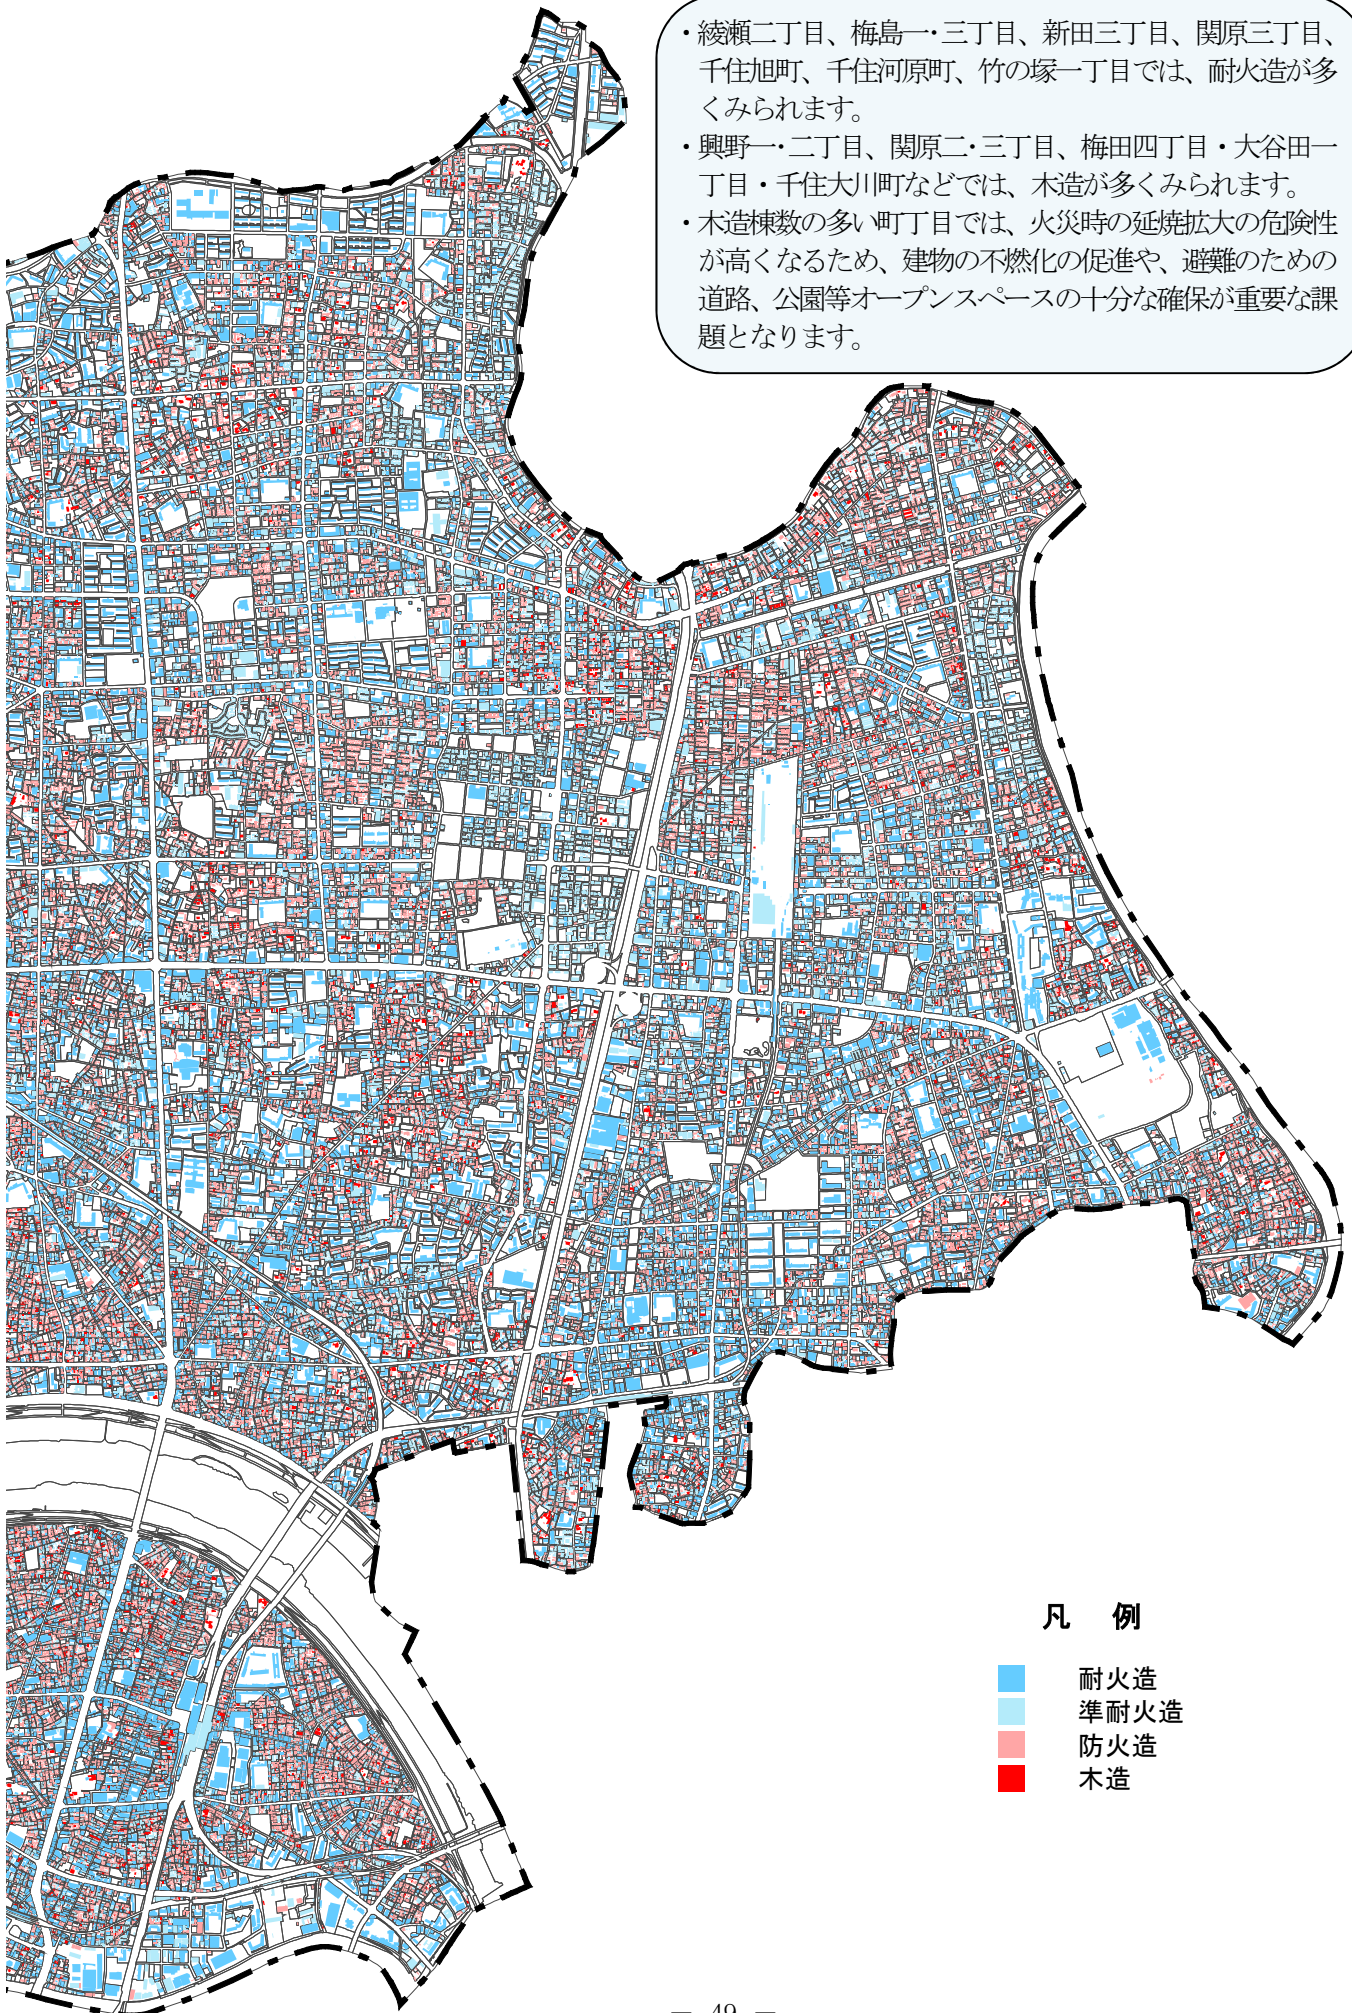 ・綾瀬二丁目、梅島一・三丁目、新田三丁目、関原三丁目、
千住旭町、千住河原町、竹の塚一丁目では、耐火造が多
くみられます。
・興野一・二丁目、関原二・三丁目、梅田四丁目・大谷田一
丁目・千住大川町などでは、木造が多くみられます。
・木造棟数の多い町丁目では、火災時の延焼拡大の危険性
が高くなるため、建物の不燃化の促進や、避難のための
道路、公園等オープンスペースの十分な確保が重要な課
題となります。
凡 例
耐火造
準耐火造
防火造
木造
— 49 —